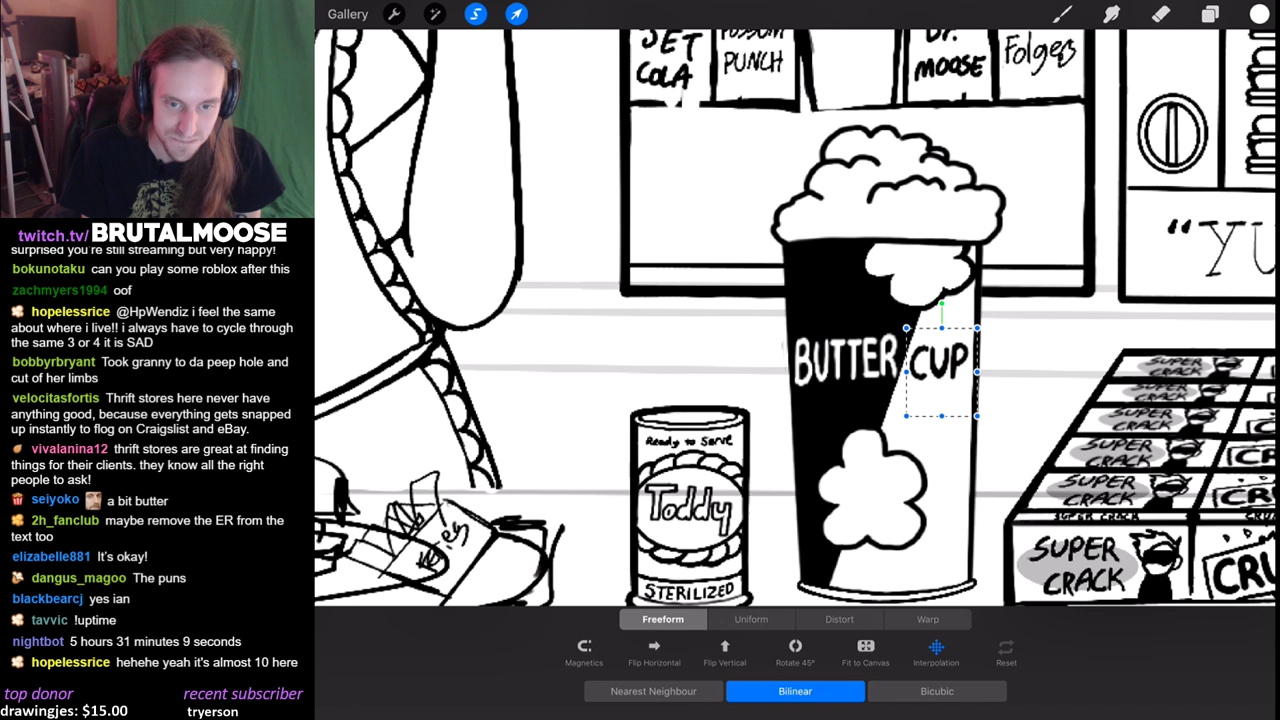 Gallery
JET
COLA
POSSUM
PUNCH
Dr.
MOOSE
Folgers
"YU
BUTTER
CUP
Ready to Serve
Toddy
STERILIZED
SUPER
CRACK
SUPER
CRACK
SUPER
CRACK
SUPER
CRACK
SUPER
CRACK
SUPER CRACK
SUPER
CRACK
CRU
twitch.tv/BRUTALMOOSE
surprised you're still streaming but very happy!
bokunotaku can you play some roblox after this
zachmyers1994 oof
hopelessrice @HpWendiz i feel the same
about where i live!! i always have to cycle through
the same 3 or 4 it is SAD
bobbyrbryant Took granny to da peep hole and
cut of her limbs
velocitasfortis Thrift stores here never have
anything good, because everything gets snapped
up instantly to flog on Craigslist and eBay.
vivalanina12 thrift stores are great at finding
things for their clients. they know all the right
people to ask!
seiyoko a bit butter
2h_fanclub maybe remove the ER from the
text too
elizabelle881 It's okay!
dangus_magoo The puns
blackbearcj yes ian
tavvic !uptime
nightbot 5 hours 31 minutes 9 seconds
hopelessrice hehehe yeah it's almost 10 here
top donor
drawingjes: $15.00
recent subscriber
tryerson
Freeform Uniform Distort Warp
Magnetics Flip Horizontal Flip Vertical Rotate 45° Fit to Canvas Interpolation Reset
Nearest Neighbour Bilinear Bicubic